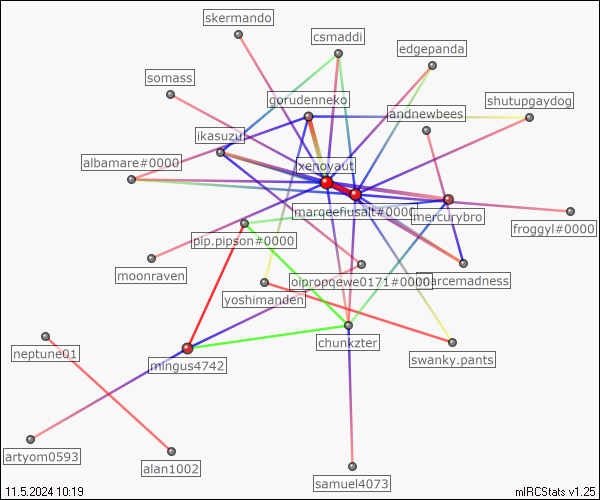 skermando
csmaddi
edgepanda
somass
gorudenneko
shutupgaydog
andnewbees
ikasuzu
albamare#0000
xenoyaut
marqeefiusalt#0000
mercurybro
froggyl#0000
pip.pipson#0000
moonraven
oipropqewe0171#0000
arcemadness
yoshimanden
chunkzter
swanky.pants
neptune01
mingus4742
artyom0593
alan1002
samuel4073
11.5.2024 10:19
mIRCStats v1.25